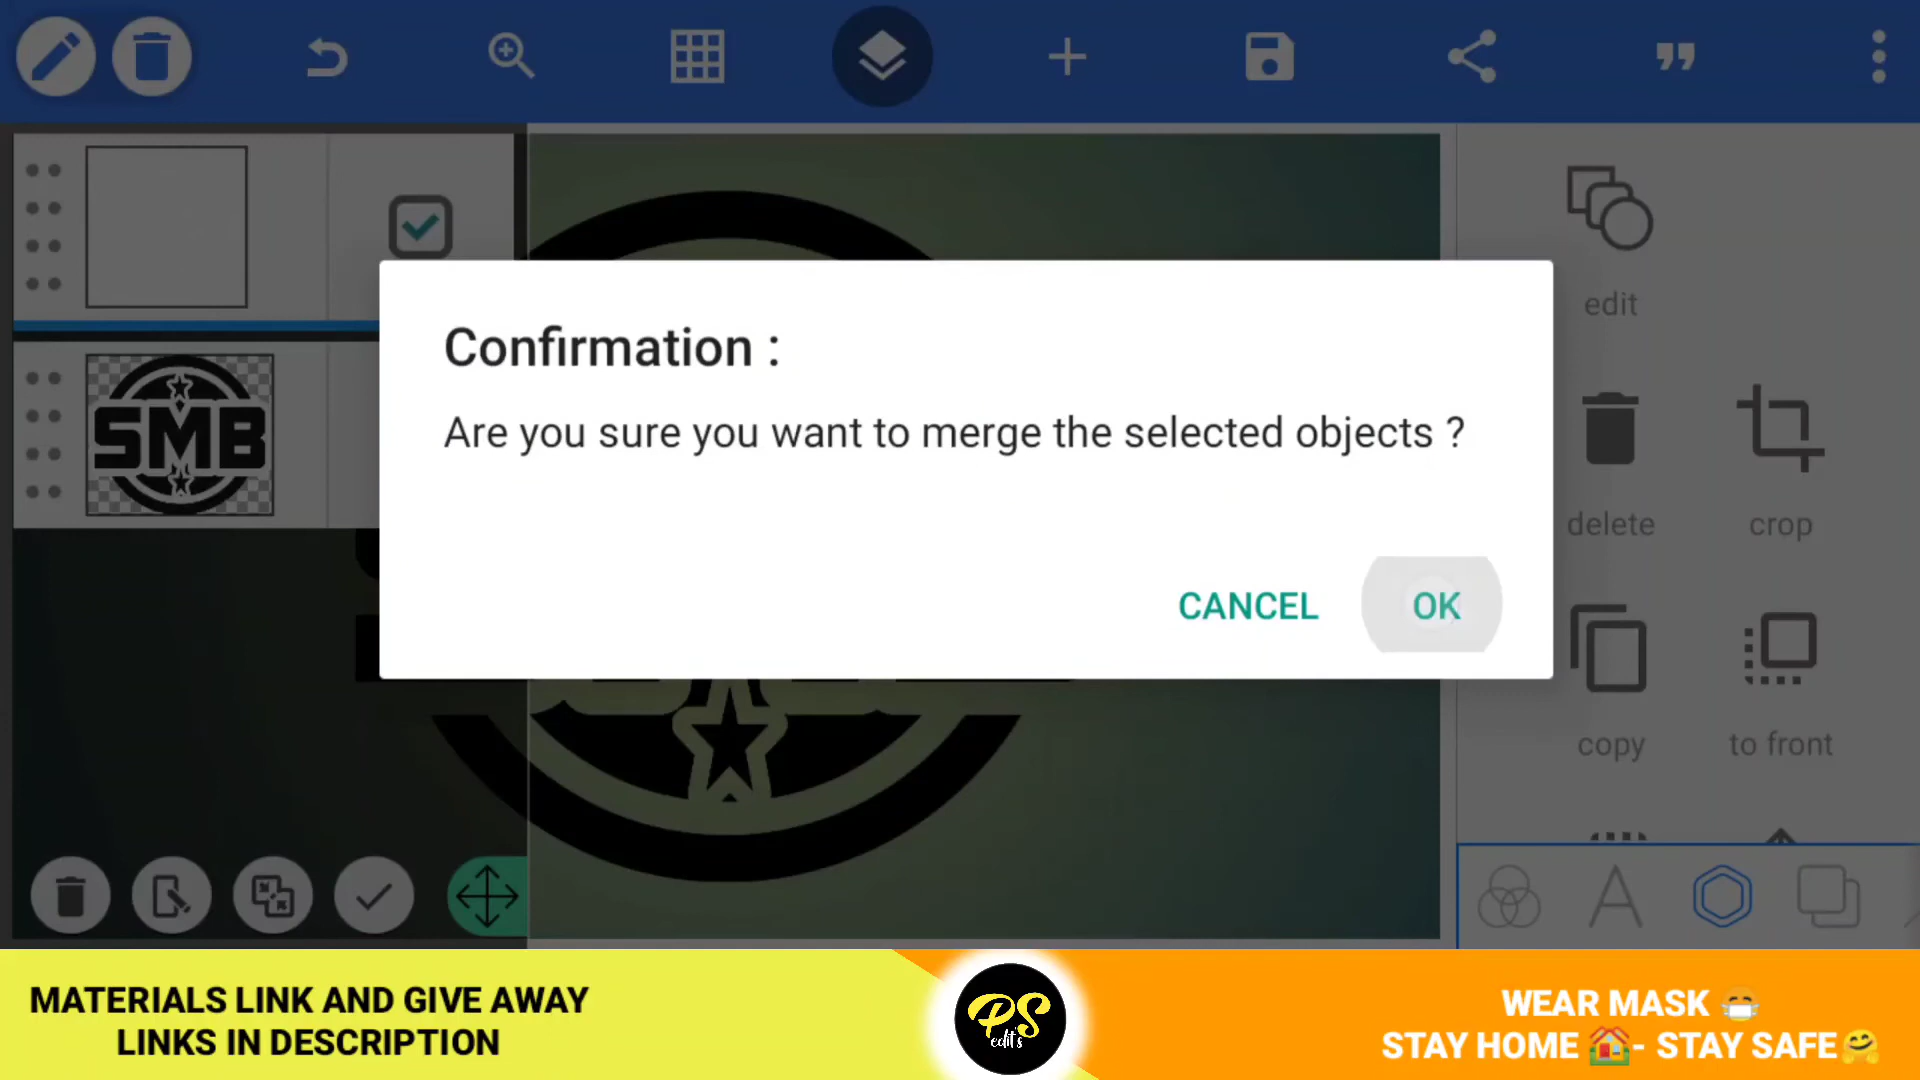 SMB
Confirmation :
Are you sure you want to merge the selected objects ?
CANCEL
OK
edit
delete
crop
copy
to front
MATERIALS LINK AND GIVE AWAY
LINKS IN DESCRIPTION
PS
edit's
WEAR MASK 😷
STAY HOME 🏠- STAY SAFE🤗